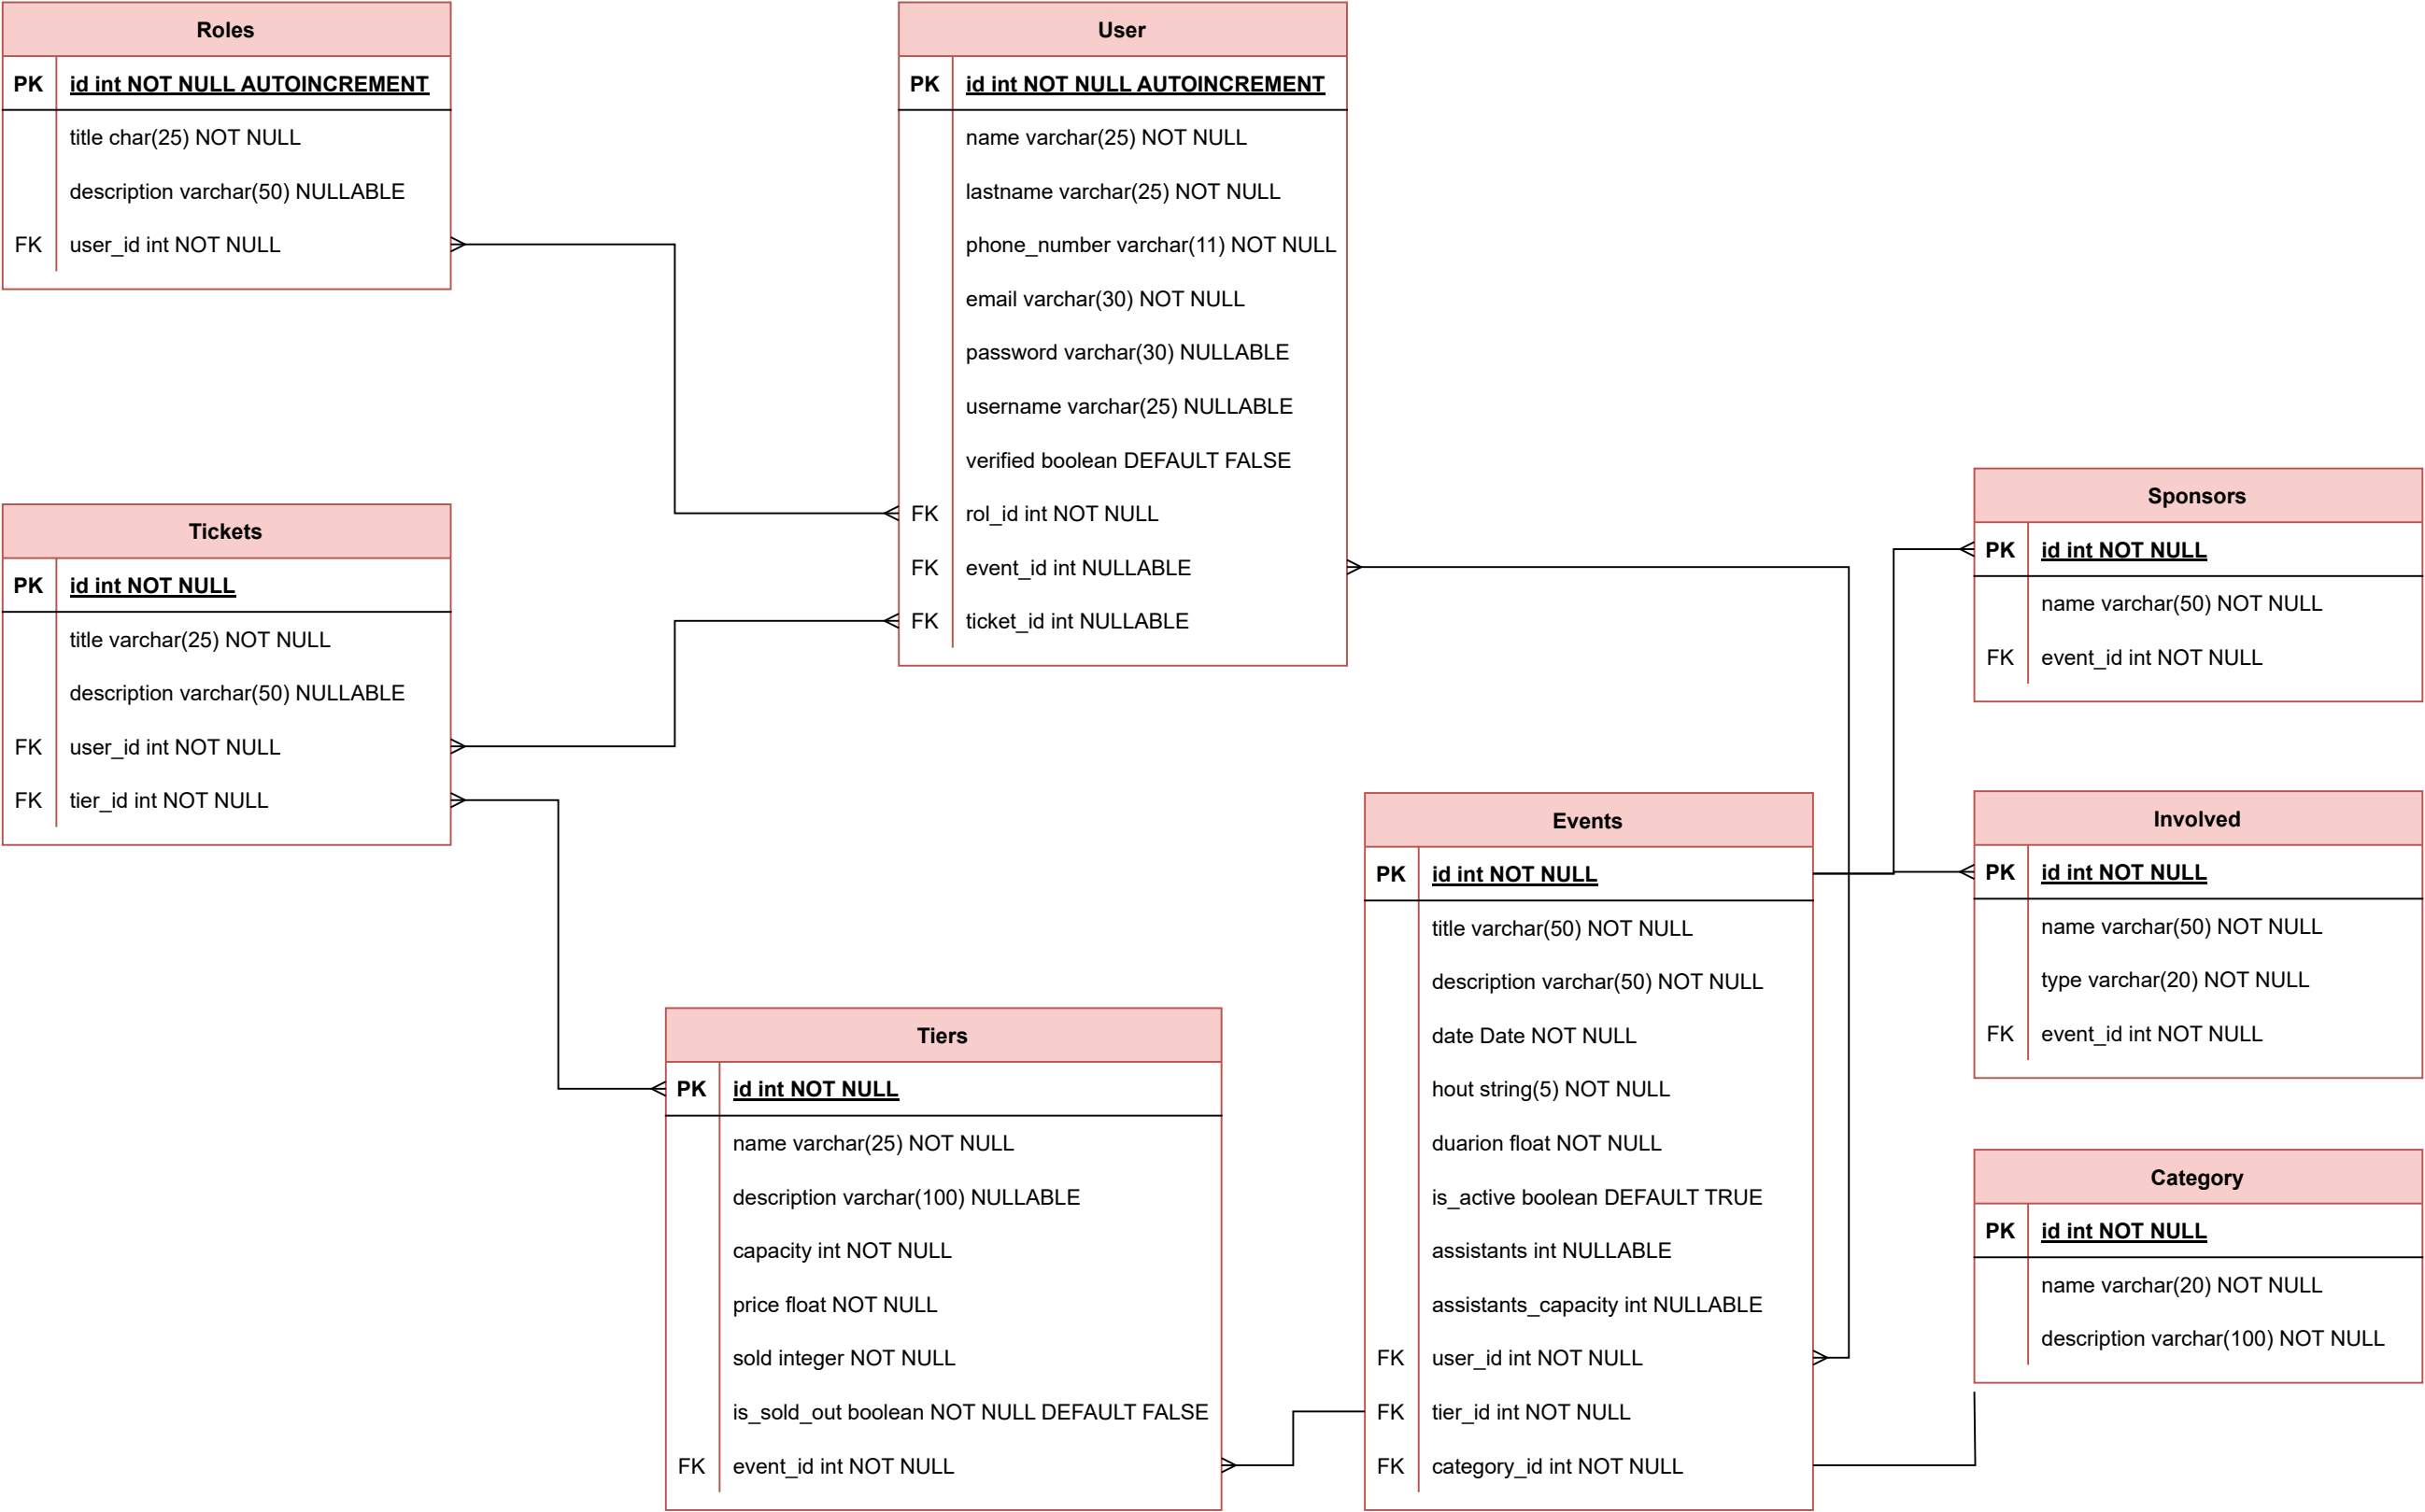 Roles
PK id int NOT NULL AUTOINCREMENT
title char(25) NOT NULL
description varchar(50) NULLABLE
FK user_id int NOT NULL
User
PK id int NOT NULL AUTOINCREMENT
name varchar(25) NOT NULL
lastname varchar(25) NOT NULL
phone_number varchar(11) NOT NULL
email varchar(30) NOT NULL
password varchar(30) NULLABLE
username varchar(25) NULLABLE
verified boolean DEFAULT FALSE
FK rol_id int NOT NULL
FK event_id int NULLABLE
FK ticket_id int NULLABLE
Tickets
PK id int NOT NULL
title varchar(25) NOT NULL
description varchar(50) NULLABLE
FK user_id int NOT NULL
FK tier_id int NOT NULL
Sponsors
PK id int NOT NULL
name varchar(50) NOT NULL
FK event_id int NOT NULL
Involved
PK id int NOT NULL
name varchar(50) NOT NULL
type varchar(20) NOT NULL
FK event_id int NOT NULL
Events
PK id int NOT NULL
title varchar(50) NOT NULL
description varchar(50) NOT NULL
date Date NOT NULL
hout string(5) NOT NULL
duarion float NOT NULL
is_active boolean DEFAULT TRUE
assistants int NULLABLE
assistants_capacity int NULLABLE
FK user_id int NOT NULL
FK tier_id int NOT NULL
FK category_id int NOT NULL
Tiers
PK id int NOT NULL
name varchar(25) NOT NULL
description varchar(100) NULLABLE
capacity int NOT NULL
price float NOT NULL
sold integer NOT NULL
is_sold_out boolean NOT NULL DEFAULT FALSE
FK event_id int NOT NULL
Category
PK id int NOT NULL
name varchar(20) NOT NULL
description varchar(100) NOT NULL